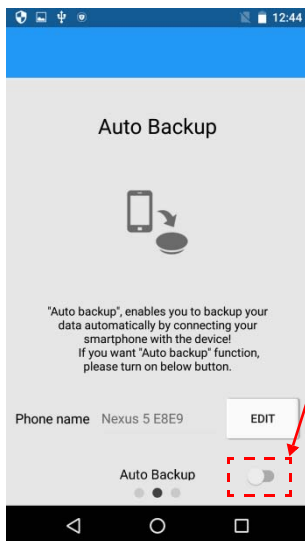 12:44
Auto Backup
"Auto backup", enables you to backup your
data automatically by connecting your
smartphone with the device!
If you want "Auto backup" function,
please turn on below button.
Phone name Nexus 5 E8E9 EDIT
Auto Backup